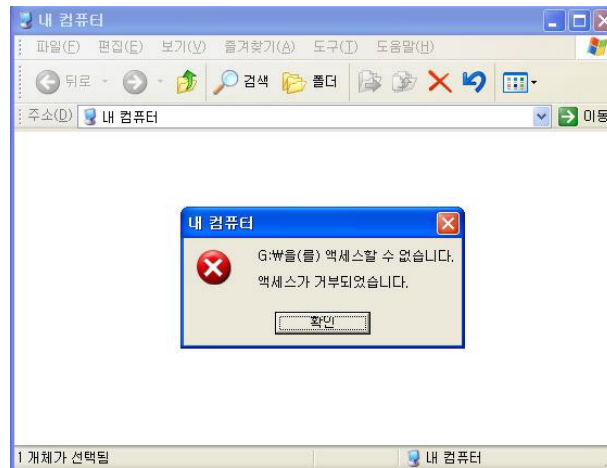 내 컴퓨터
파일(F) 편집(E) 보기(V) 즐겨찾기(A) 도구(T) 도움말(H)
뒤로 검색 폴더
주소(D) 내 컴퓨터 이동
내 컴퓨터
G:₩을(를) 액세스할 수 없습니다.
액세스가 거부되었습니다.
확인
1 개체가 선택됨 내 컴퓨터